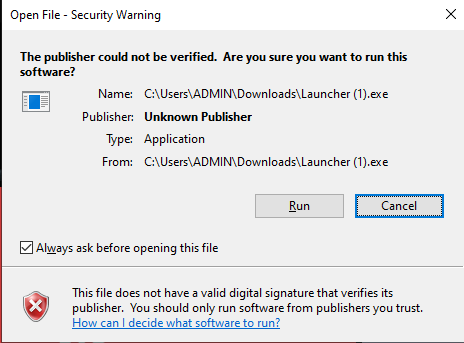 Open File - Security Warning
The publisher could not be verified.  Are you sure you want to run this
software?
Name: C:\Users\ADMIN\Downloads\Launcher (1).exe
Publisher: Unknown Publisher
Type: Application
From: C:\Users\ADMIN\Downloads\Launcher (1).exe
Run Cancel
Always ask before opening this file
This file does not have a valid digital signature that verifies its
publisher.  You should only run software from publishers you trust.
How can I decide what software to run?